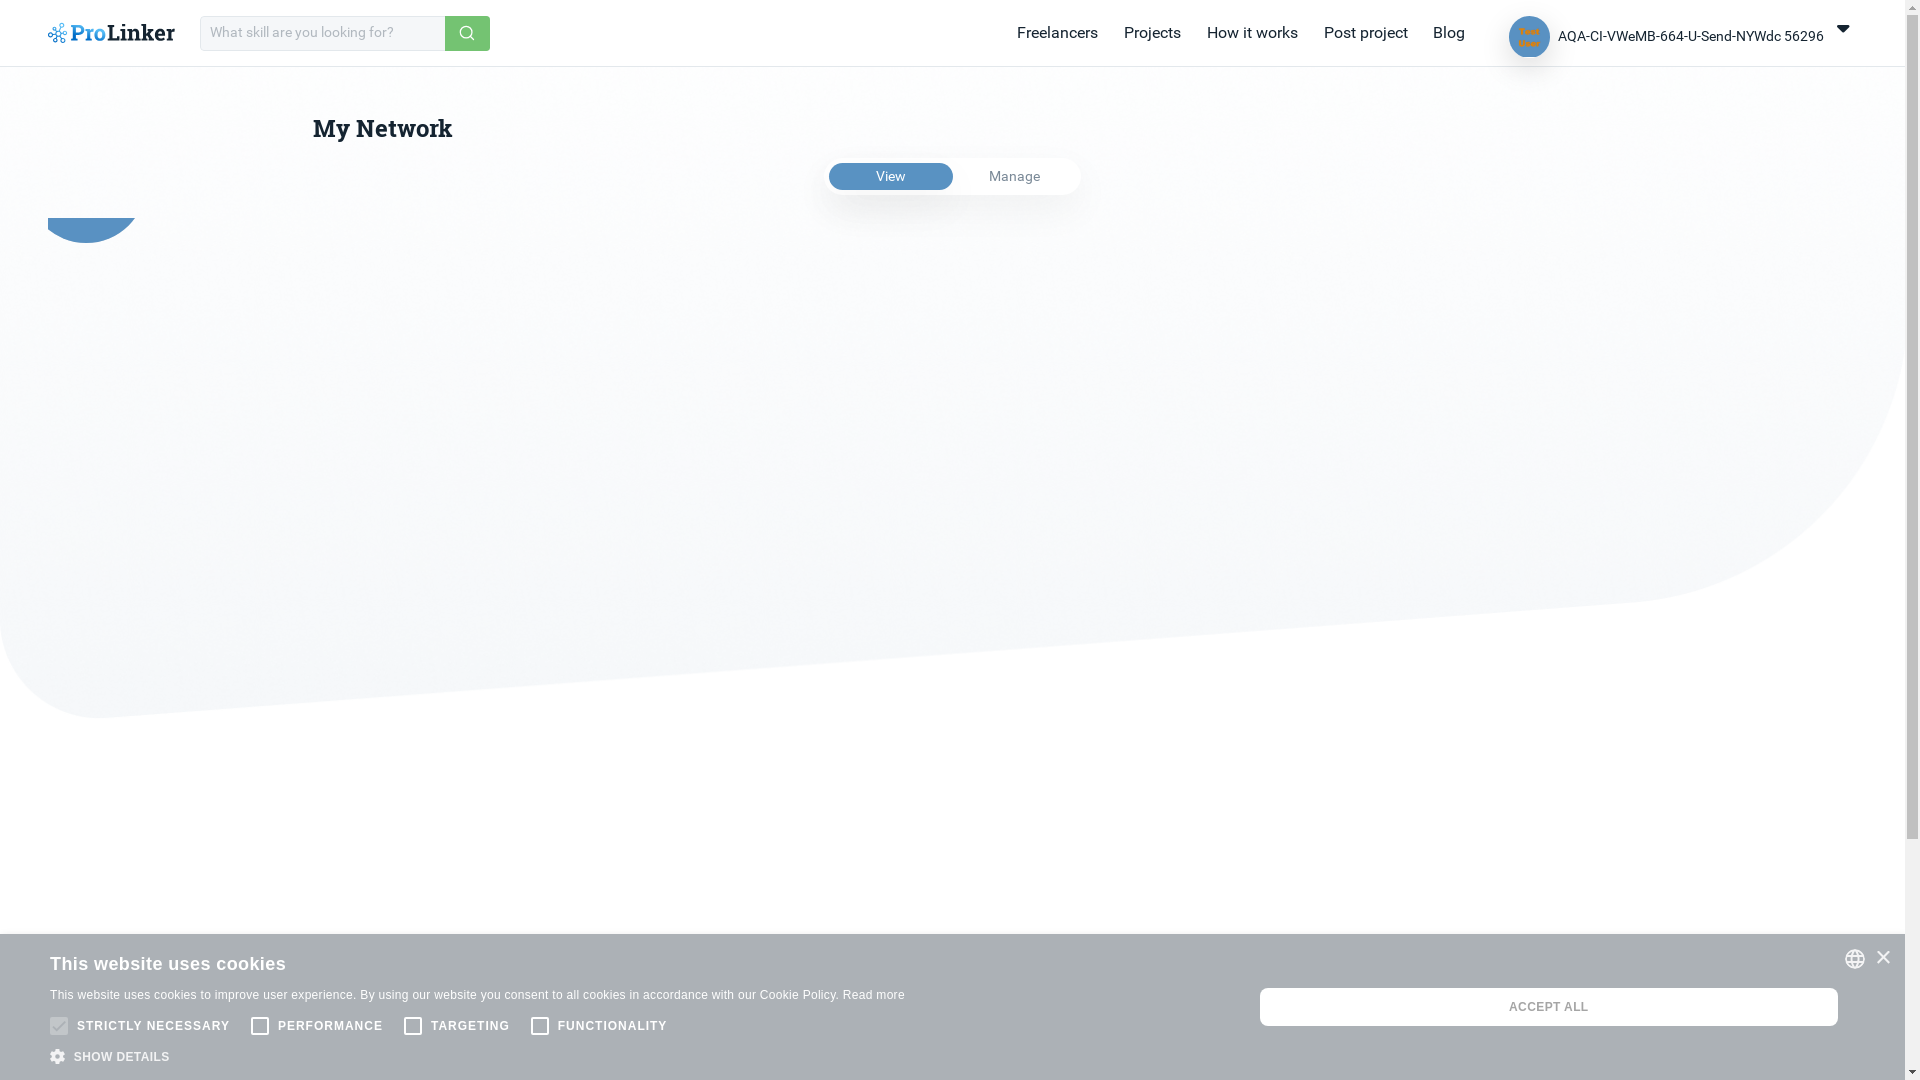 ProLinker
What skill are you looking for?
Freelancers
Projects
How it works
Post project
Blog
Test
User
AQA-CI-VWeMB-664-U-Send-NYWdc 56296
My Network
View
Manage
This website uses cookies
This website uses cookies to improve user experience. By using our website you consent to all cookies in accordance with our Cookie Policy. Read more
STRICTLY NECESSARY
PERFORMANCE
TARGETING
FUNCTIONALITY
SHOW DETAILS
ACCEPT ALL